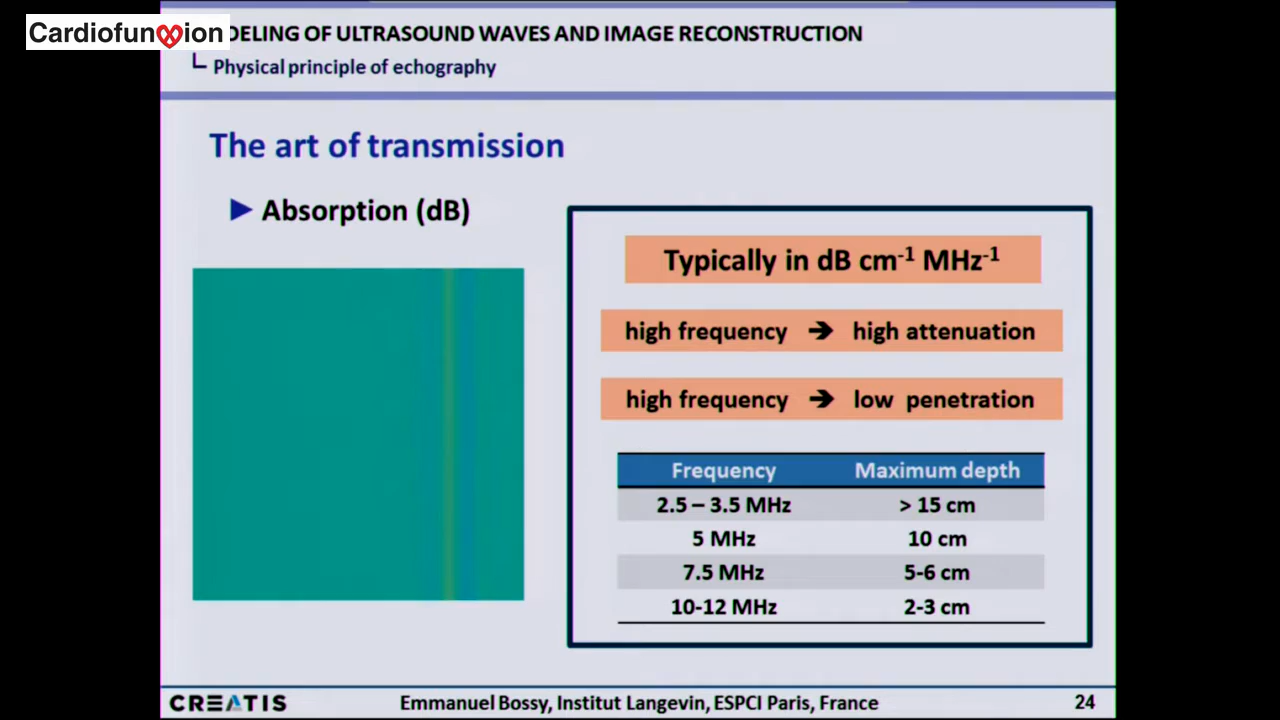 Cardiofunxion
DELING OF ULTRASOUND WAVES AND IMAGE RECONSTRUCTION
Physical principle of echography
The art of transmission
► Absorption (dB)
Typically in dB cm⁻¹ MHz⁻¹
high frequency ➔ high attenuation
high frequency ➔ low penetration
Frequency Maximum depth
2.5 – 3.5 MHz > 15 cm
5 MHz 10 cm
7.5 MHz 5-6 cm
10-12 MHz 2-3 cm
CREATIS Emmanuel Bossy, Institut Langevin, ESPCI Paris, France 24